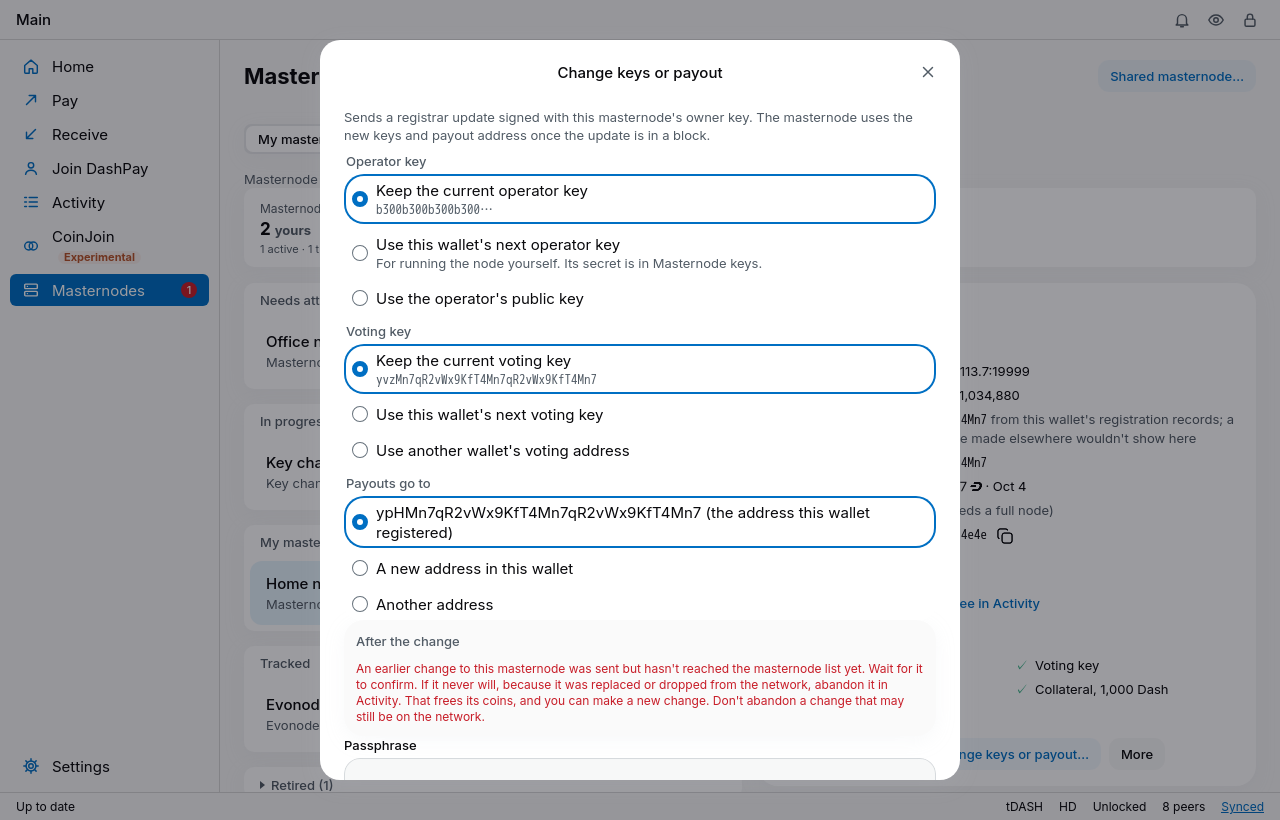 Main
Home
Pay
Receive
Join DashPay
Activity
CoinJoin
Experimental
Masternodes
1
Settings
Master
Shared masternode...
My master
Masternode
Masternod
2 yours
1 active · 1 t
Needs att
Office n
Masterno
In progres
Key cha
Key chan
My maste
Home n
Masterno
Tracked
Evonod
Evonode
Retired (1)
113.7:19999
1,034,880
4Mn7 from this wallet's registration records; a
e made elsewhere wouldn't show here
4Mn7
7 · Oct 4
eds a full node)
4e4e
ee in Activity
✓ Voting key
✓ Collateral, 1,000 Dash
nge keys or payout...
More
Change keys or payout
Sends a registrar update signed with this masternode's owner key. The masternode uses the
new keys and payout address once the update is in a block.
Operator key
Keep the current operator key
b300b300b300b300···
Use this wallet's next operator key
For running the node yourself. Its secret is in Masternode keys.
Use the operator's public key
Voting key
Keep the current voting key
yvzMn7qR2vWx9KfT4Mn7qR2vWx9KfT4Mn7
Use this wallet's next voting key
Use another wallet's voting address
Payouts go to
ypHMn7qR2vWx9KfT4Mn7qR2vWx9KfT4Mn7 (the address this wallet
registered)
A new address in this wallet
Another address
After the change
An earlier change to this masternode was sent but hasn't reached the masternode list yet. Wait for it
to confirm. If it never will, because it was replaced or dropped from the network, abandon it in
Activity. That frees its coins, and you can make a new change. Don't abandon a change that may
still be on the network.
Passphrase
Up to date
tDASH
HD
Unlocked
8 peers
Synced